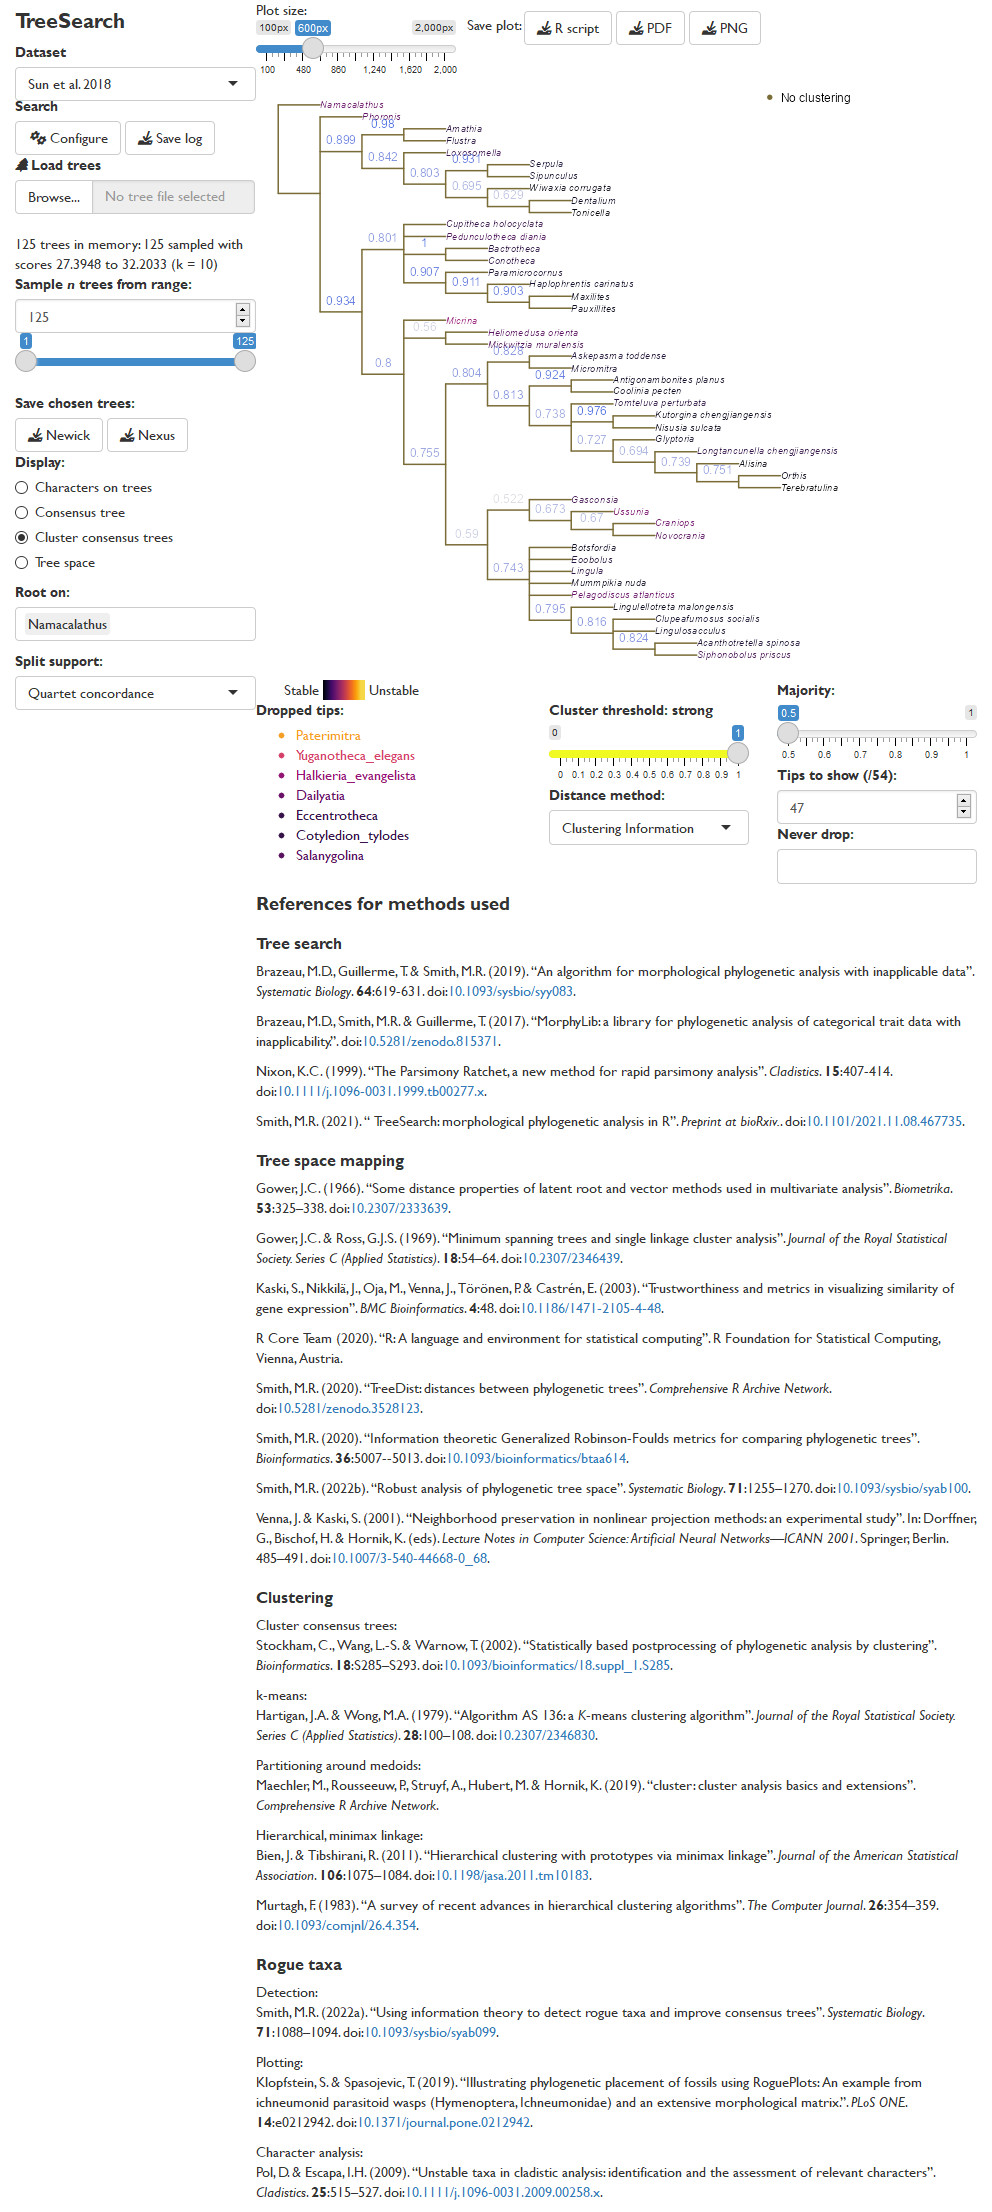 TreeSearch
Dataset
Sun et al. 2018
Search
Configure
Save log
Load trees
Browse...
No tree file selected
125 trees in memory: 125 sampled with
scores 27.3948 to 32.2033 (k = 10)
Sample n trees from range:
125
1
125
Save chosen trees:
Newick
Nexus
Display:
Characters on trees
Consensus tree
Cluster consensus trees
Tree space
Root on:
Namacalathus
Split support:
Quartet concordance
Plot size:
100px
600px
2,000px
100 480 860 1,240 1,620 2,000
Save plot:
R script
PDF
PNG
No clustering
Namacalathus
Phoronis
0.98
Amathia
0.899
Flustra
Loxosomella
0.842
0.931
Serpula
0.803
Sipunculus
0.695
Wiwaxia corrugata
0.629
Dentalium
Tonicella
Cupitheca holocyclata
0.801
Pedunculotheca diania
1
Bactrotheca
Conotheca
0.907
Paramicrocornus
0.911
Haplophrentis carinatus
0.903
Maxilites
0.934
Pauxillites
Micrina
0.56
Heliomedusa orienta
Mickwitzia muralensis
0.828
Askepasma toddense
0.8
Micromitra
0.804
0.924
Antigonambonites planus
Coolinia pecten
0.813
Tomteluva perturbata
0.738
0.976
Kutorgina chengjiangensis
Nisusia sulcata
0.727
Glyptoria
0.694
Longtancunella chengjiangensis
0.755
0.739
Alisina
0.751
Orthis
Terebratulina
0.522
Gasconsia
0.673
Ussunia
0.67
Craniops
0.59
Novocrania
Botsfordia
Eoobolus
0.743
Lingula
Mummpikia nuda
Pelagodiscus atlanticus
0.795
Lingulellotreta malongensis
0.816
Clupeafumosus socialis
Lingulosacculus
0.824
Acanthotretella spinosa
Siphonobolus priscus
Stable
Unstable
Dropped tips:
Paterimitra
Yuganotheca_elegans
Halkieria_evangelista
Dailyatia
Eccentrotheca
Cotyledion_tylodes
Salanygolina
Cluster threshold: strong
0
1
0 0.1 0.2 0.3 0.4 0.5 0.6 0.7 0.8 0.9 1
Distance method:
Clustering Information
Majority:
0.5
1
0.5 0.6 0.7 0.8 0.9 1
Tips to show (/54):
47
Never drop:
References for methods used
Tree search
Brazeau, M.D., Guillerme, T. & Smith, M.R. (2019). “An algorithm for morphological phylogenetic analysis with inapplicable data”.
Systematic Biology. 64:619-631. doi:10.1093/sysbio/syy083.
Brazeau, M.D., Smith, M.R. & Guillerme, T. (2017). “MorphyLib: a library for phylogenetic analysis of categorical trait data with
inapplicability.”. doi:10.5281/zenodo.815371.
Nixon, K.C. (1999). “The Parsimony Ratchet, a new method for rapid parsimony analysis”. Cladistics. 15:407-414.
doi:10.1111/j.1096-0031.1999.tb00277.x.
Smith, M.R. (2021). “ TreeSearch: morphological phylogenetic analysis in R”. Preprint at bioRxiv.. doi:10.1101/2021.11.08.467735.
Tree space mapping
Gower, J.C. (1966). “Some distance properties of latent root and vector methods used in multivariate analysis”. Biometrika.
53:325–338. doi:10.2307/2333639.
Gower, J.C. & Ross, G.J.S. (1969). “Minimum spanning trees and single linkage cluster analysis”. Journal of the Royal Statistical
Society. Series C (Applied Statistics). 18:54–64. doi:10.2307/2346439.
Kaski, S., Nikkilä, J., Oja, M., Venna, J., Törönen, P. & Castrén, E. (2003). “Trustworthiness and metrics in visualizing similarity of
gene expression”. BMC Bioinformatics. 4:48. doi:10.1186/1471-2105-4-48.
R Core Team (2020). “R: A language and environment for statistical computing”. R Foundation for Statistical Computing,
Vienna, Austria.
Smith, M.R. (2020). “TreeDist: distances between phylogenetic trees”. Comprehensive R Archive Network.
doi:10.5281/zenodo.3528123.
Smith, M.R. (2020). “Information theoretic Generalized Robinson-Foulds metrics for comparing phylogenetic trees”.
Bioinformatics. 36:5007--5013. doi:10.1093/bioinformatics/btaa614.
Smith, M.R. (2022b). “Robust analysis of phylogenetic tree space”. Systematic Biology. 71:1255–1270. doi:10.1093/sysbio/syab100.
Venna, J. & Kaski, S. (2001). “Neighborhood preservation in nonlinear projection methods: an experimental study”. In: Dorffner,
G., Bischof, H. & Hornik, K. (eds). Lecture Notes in Computer Science: Artificial Neural Networks—ICANN 2001. Springer, Berlin.
485–491. doi:10.1007/3-540-44668-0_68.
Clustering
Cluster consensus trees:
Stockham, C., Wang, L.-S. & Warnow, T. (2002). “Statistically based postprocessing of phylogenetic analysis by clustering”.
Bioinformatics. 18:S285–S293. doi:10.1093/bioinformatics/18.suppl_1.S285.
k-means:
Hartigan, J.A. & Wong, M.A. (1979). “Algorithm AS 136: a K-means clustering algorithm”. Journal of the Royal Statistical Society.
Series C (Applied Statistics). 28:100–108. doi:10.2307/2346830.
Partitioning around medoids:
Maechler, M., Rousseeuw, P., Struyf, A., Hubert, M. & Hornik, K. (2019). “cluster: cluster analysis basics and extensions”.
Comprehensive R Archive Network.
Hierarchical, minimax linkage:
Bien, J. & Tibshirani, R. (2011). “Hierarchical clustering with prototypes via minimax linkage”. Journal of the American Statistical
Association. 106:1075–1084. doi:10.1198/jasa.2011.tm10183.
Murtagh, F. (1983). “A survey of recent advances in hierarchical clustering algorithms”. The Computer Journal. 26:354–359.
doi:10.1093/comjnl/26.4.354.
Rogue taxa
Detection:
Smith, M.R. (2022a). “Using information theory to detect rogue taxa and improve consensus trees”. Systematic Biology.
71:1088–1094. doi:10.1093/sysbio/syab099.
Plotting:
Klopfstein, S. & Spasojevic, T. (2019). “Illustrating phylogenetic placement of fossils using RoguePlots: An example from
ichneumonid parasitoid wasps (Hymenoptera, Ichneumonidae) and an extensive morphological matrix.”. PLoS ONE.
14:e0212942. doi:10.1371/journal.pone.0212942.
Character analysis:
Pol, D. & Escapa, I.H. (2009). “Unstable taxa in cladistic analysis: identification and the assessment of relevant characters”.
Cladistics. 25:515–527. doi:10.1111/j.1096-0031.2009.00258.x.